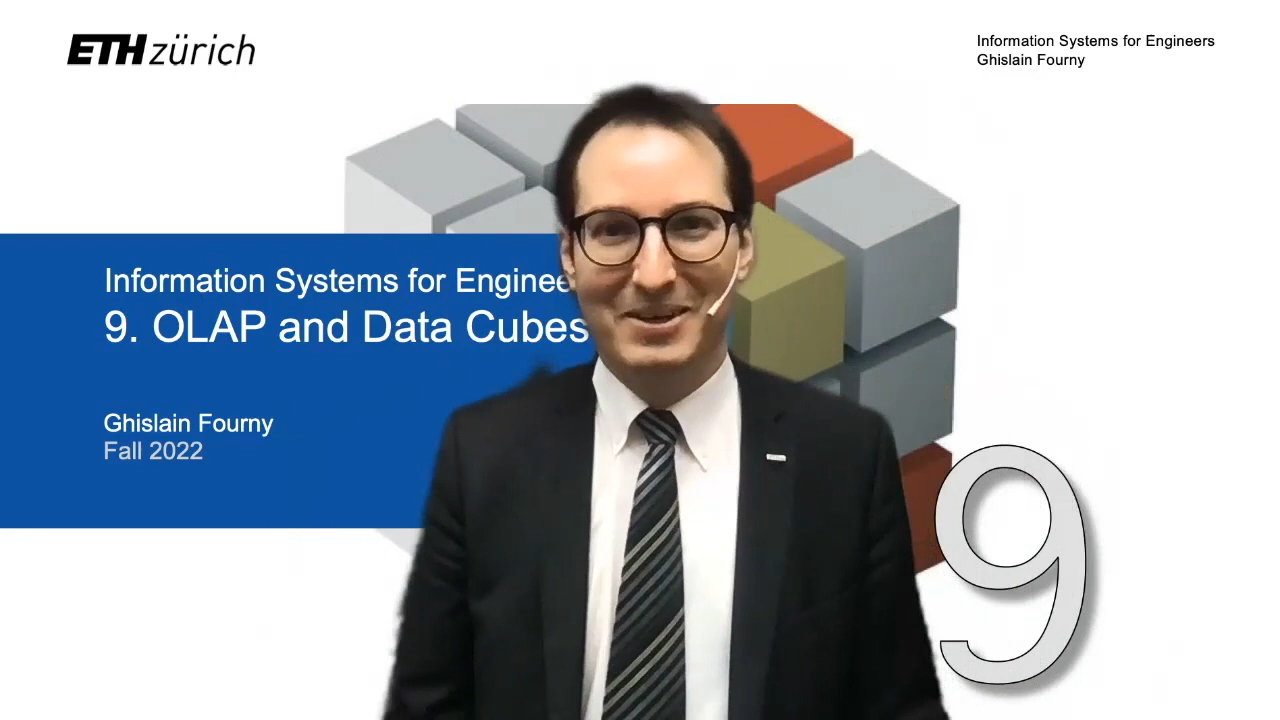 ETH zürich
Information Systems for Engineers
Ghislain Fourny
Information Systems for Enginee
9. OLAP and Data Cubes
Ghislain Fourny
Fall 2022
9